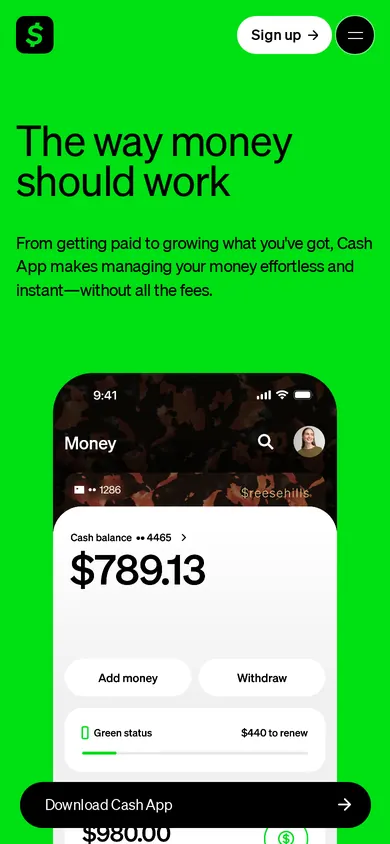 $
Sign up →
The way money
should work
From getting paid to growing what you've got, Cash
App makes managing your money effortless and
instant—without all the fees.
9:41
Money
•• 1286
$reesehills
Cash balance •• 4465 >
$789.13
Add money
Withdraw
Green status
$440 to renew
Download Cash App →
$980.00
$